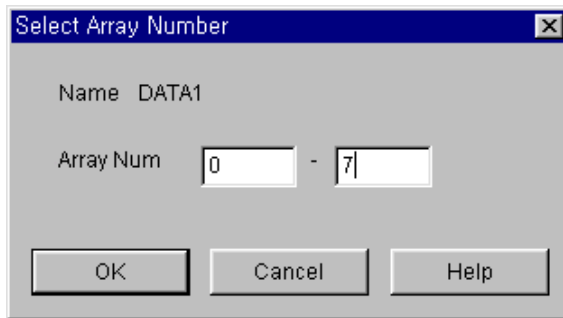 Select Array Number
Name DATA1
Array Num 0 - 7
OK Cancel Help